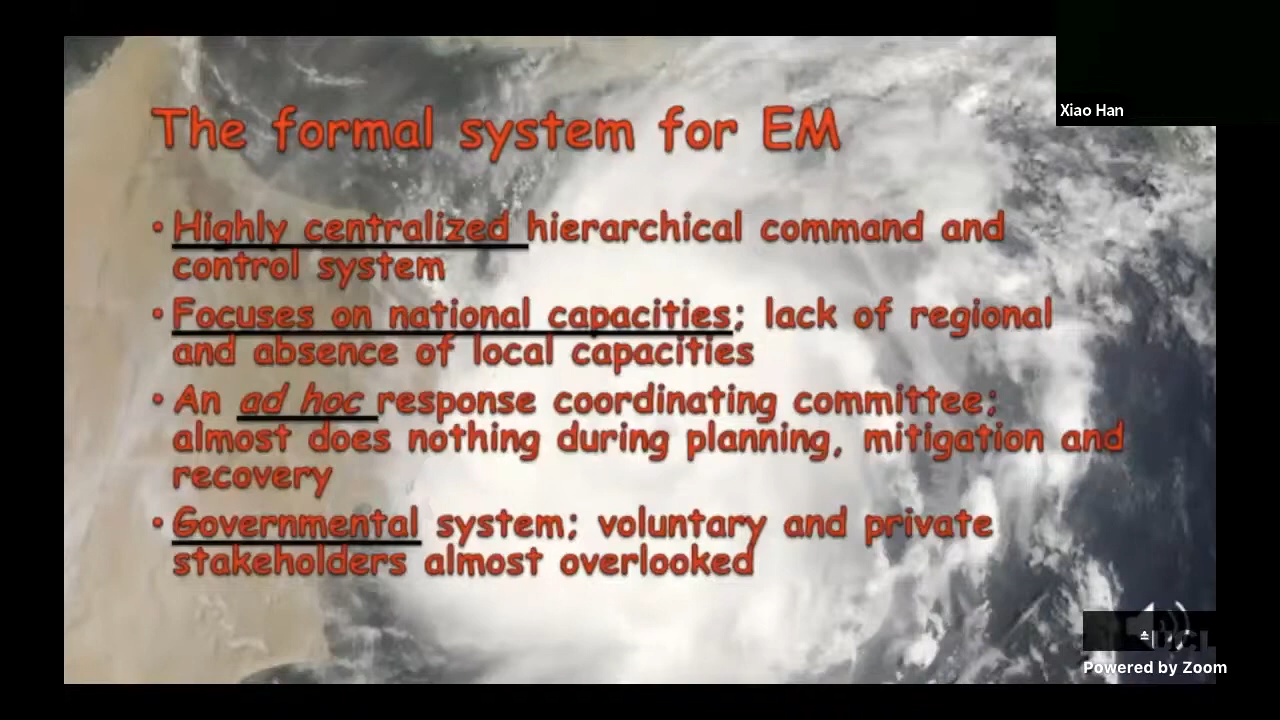 Xiao Han
The formal system for EM
• Highly centralized hierarchical command and
control system
• Focuses on national capacities; lack of regional
and absence of local capacities
• An ad hoc response coordinating committee;
almost does nothing during planning, mitigation and
recovery
• Governmental system; voluntary and private
stakeholders almost overlooked
UCL
Powered by Zoom